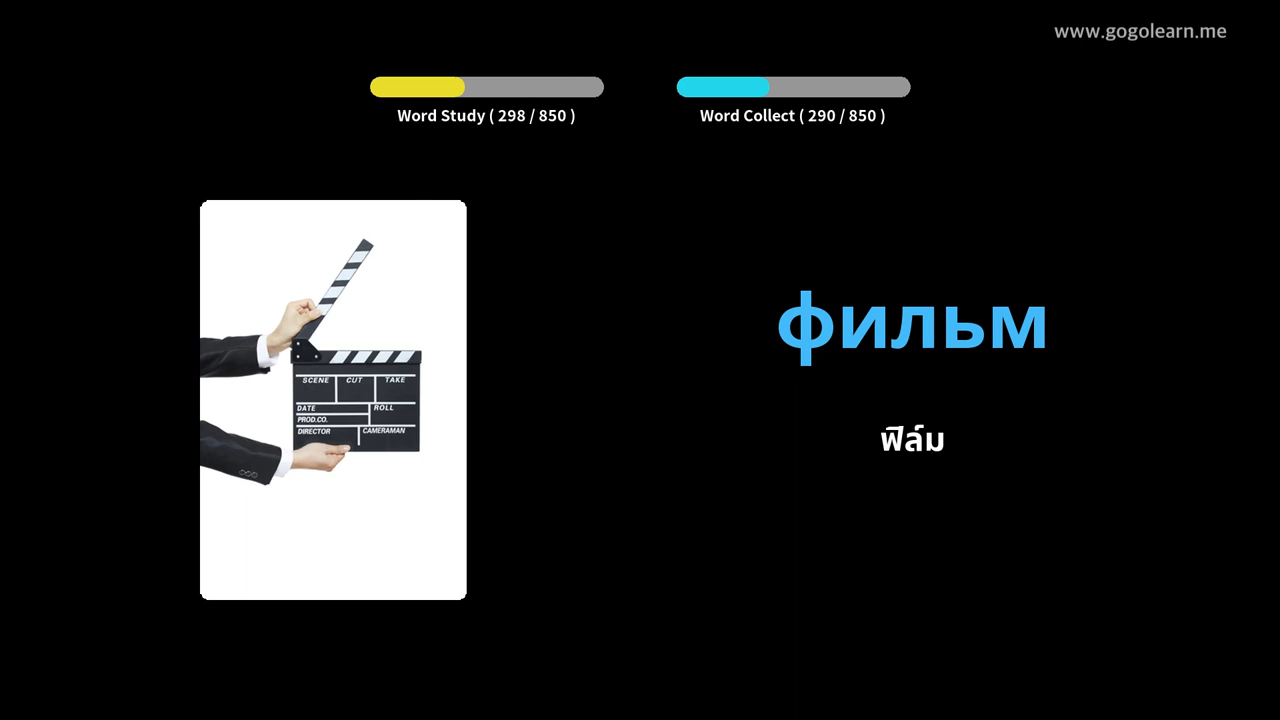 www.gogolearn.me
Word Study ( 298 / 850 )
Word Collect ( 290 / 850 )
SCENE CUT TAKE
DATE ROLL
PROD.CO.
DIRECTOR CAMERAMAN
фильм
ฟิล์ม